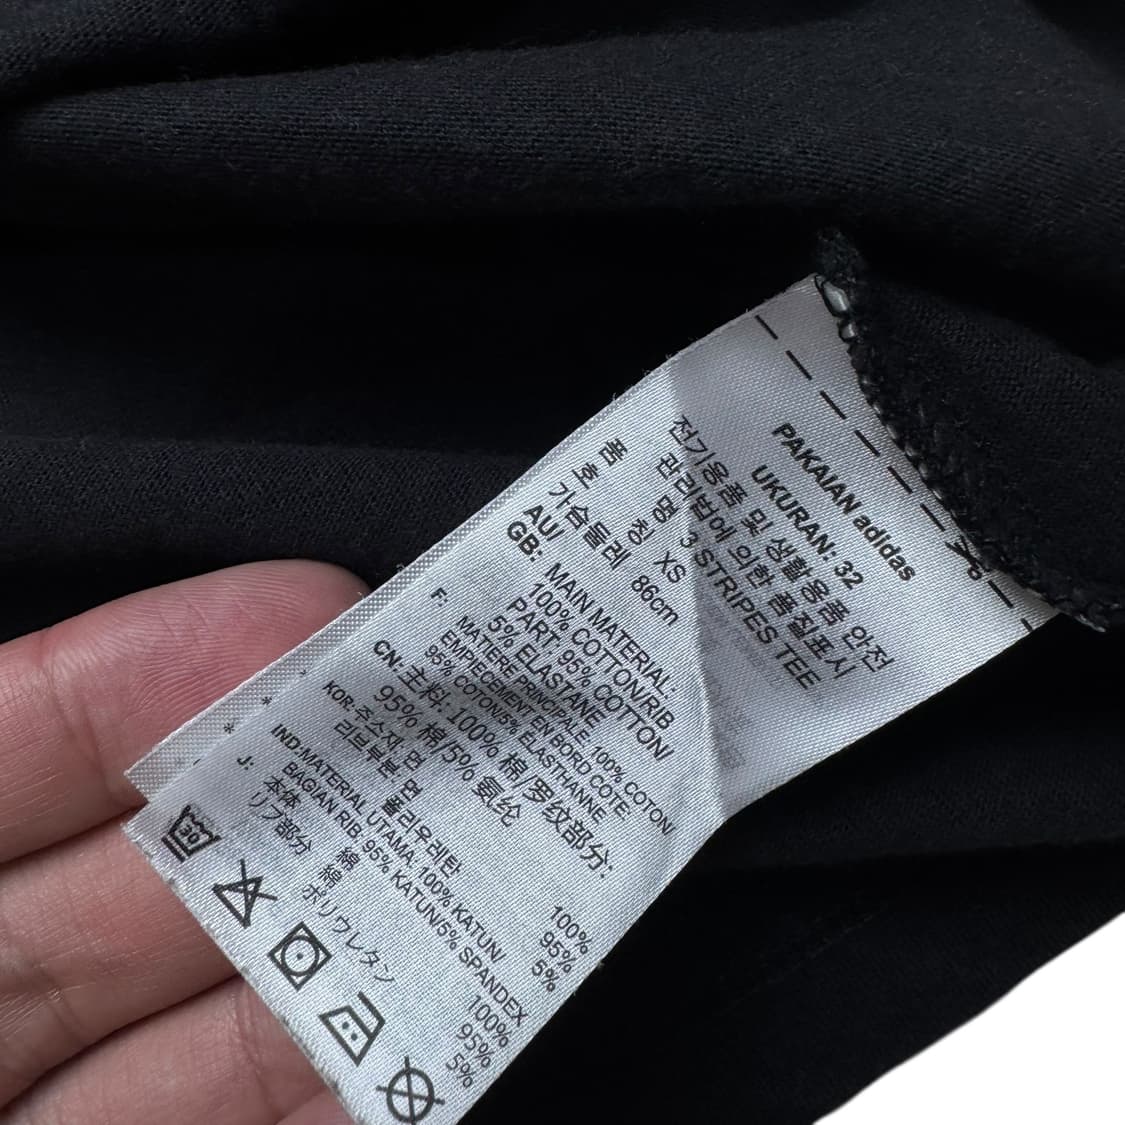 PAKAIAN adidas
UKURAN: 32
전기용품 및 생활용품 안전
관리법에 의한 품질표시
품 명 3 STRIPES TEE
호 칭 XS
가슴둘레 86cm
AU/
GB: MAIN MATERIAL:
100% COTTON/RIB
PART: 95% COTTON/
5% ELASTANE
F: MATERE PRINCIPALE 100% COTON/
EMPIECEMENT EN BORD COTE
95% COTON/5% ELASTHANNE
CN:主料: 100% 棉/罗纹部分:
95% 棉/5% 氨纶
KOR:주소재 면 100%
리브부분: 면 95%
폴리우레탄 5%
IND:MATERIAL UTAMA 100% KATUN/
BAGIAN RIB 95% KATUN/5% SPANDEX
J: 本体 綿 100%
リブ部分 綿 95%
ポリウレタン 5%
30